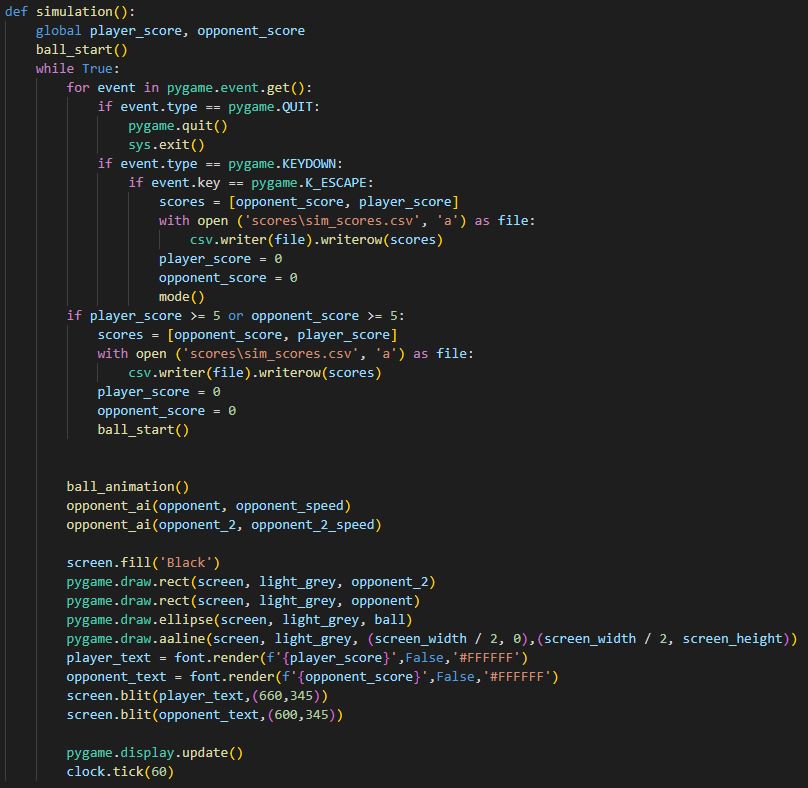 def simulation():
    global player_score, opponent_score
    ball_start()
    while True:
        for event in pygame.event.get():
            if event.type == pygame.QUIT:
                pygame.quit()
                sys.exit()
            if event.type == pygame.KEYDOWN:
                if event.key == pygame.K_ESCAPE:
                    scores = [opponent_score, player_score]
                    with open ('scores\sim_scores.csv', 'a') as file:
                        csv.writer(file).writerow(scores)
                    player_score = 0
                    opponent_score = 0
                    mode()
        if player_score >= 5 or opponent_score >= 5:
            scores = [opponent_score, player_score]
            with open ('scores\sim_scores.csv', 'a') as file:
                csv.writer(file).writerow(scores)
            player_score = 0
            opponent_score = 0
            ball_start()

        ball_animation()
        opponent_ai(opponent, opponent_speed)
        opponent_ai(opponent_2, opponent_2_speed)

        screen.fill('Black')
        pygame.draw.rect(screen, light_grey, opponent_2)
        pygame.draw.rect(screen, light_grey, opponent)
        pygame.draw.ellipse(screen, light_grey, ball)
        pygame.draw.aaline(screen, light_grey, (screen_width / 2, 0),(screen_width / 2, screen_height))
        player_text = font.render(f'{player_score}',False,'#FFFFFF')
        opponent_text = font.render(f'{opponent_score}',False,'#FFFFFF')
        screen.blit(player_text,(660,345))
        screen.blit(opponent_text,(600,345))

        pygame.display.update()
        clock.tick(60)